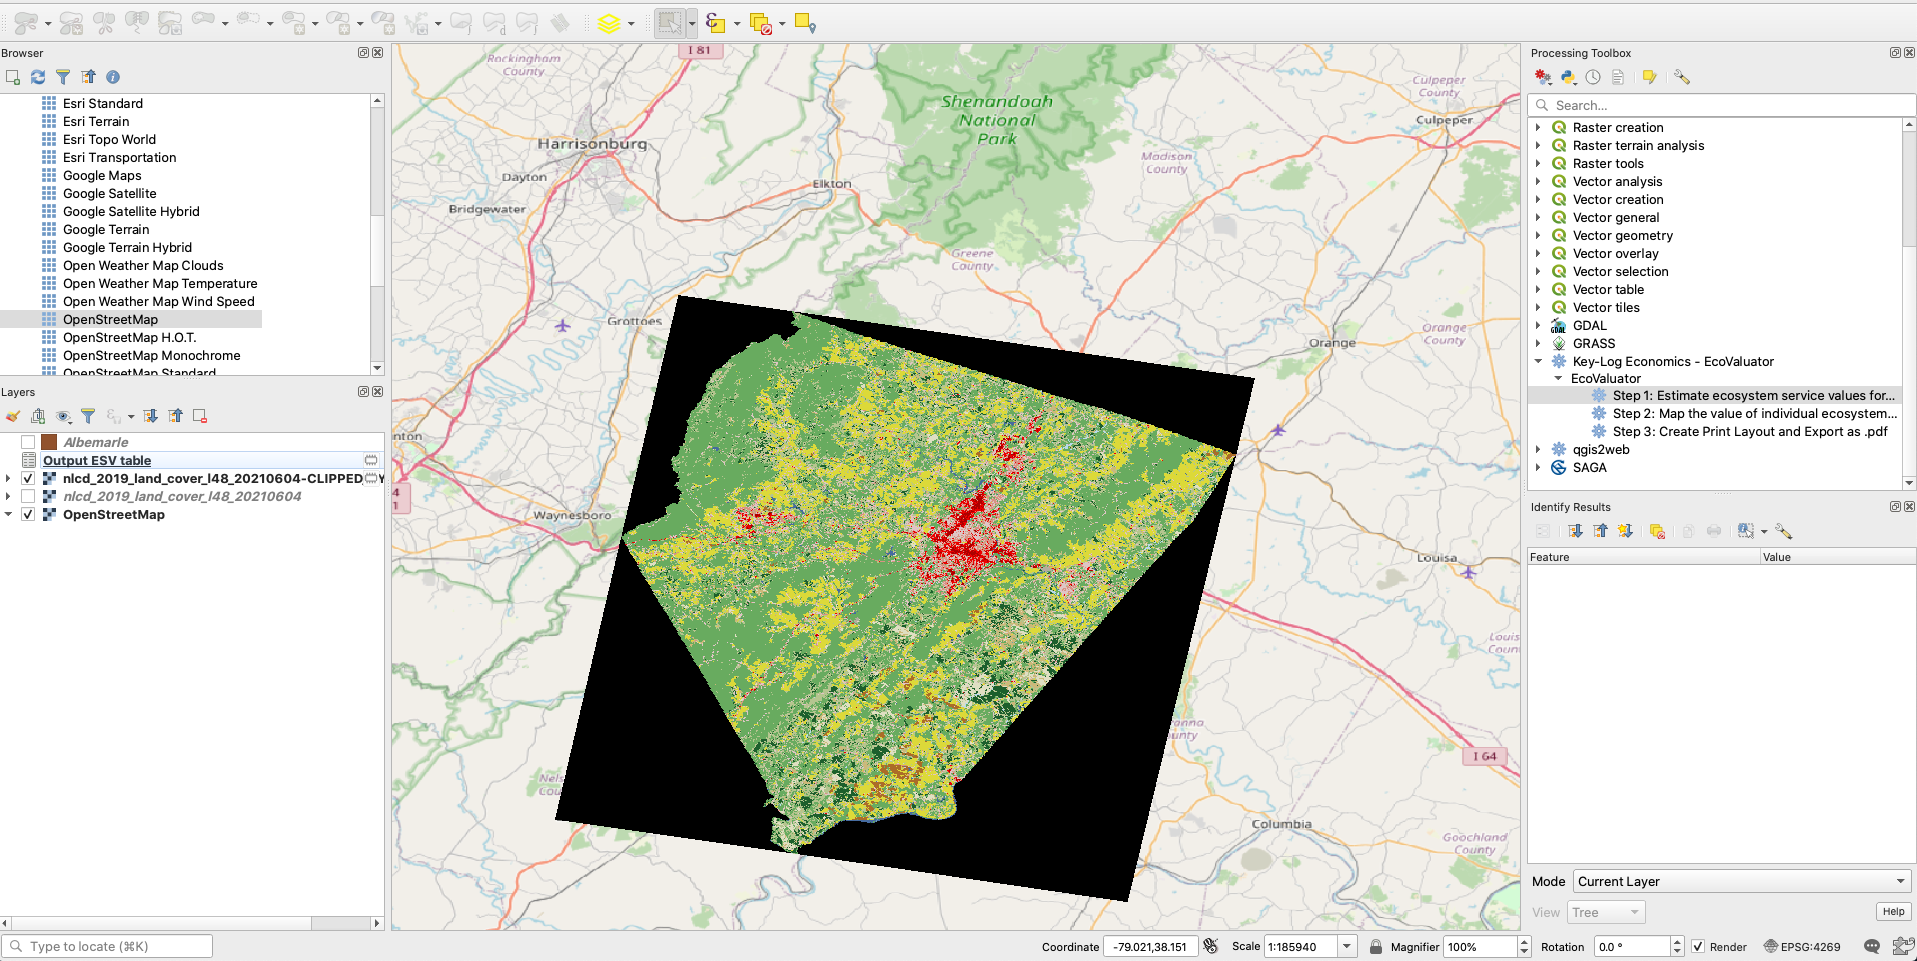 Browser
Esri Standard
Esri Terrain
Esri Topo World
Esri Transportation
Google Maps
Google Satellite
Google Satellite Hybrid
Google Terrain
Google Terrain Hybrid
Open Weather Map Clouds
Open Weather Map Temperature
Open Weather Map Wind Speed
OpenStreetMap
OpenStreetMap H.O.T.
OpenStreetMap Monochrome
OpenStreetMap Standard
Layers
Albemarle
Output ESV table
nlcd_2019_land_cover_l48_20210604-CLIPPED
nlcd_2019_land_cover_l48_20210604
OpenStreetMap
Type to locate (⌘K)
I 81
Rockingham
County
Harrisonburg
Dayton
Bridgewater
Elkton
Shenandoah
National
Park
Madison
County
Culpeper
County
Culpeper
Greene
County
Grottoes
Orange
Orange
County
nton
4
1
Waynesboro
Louisa
Louis
Coun
anna
unty
I 64
Nels
Cou
Columbia
Goochland
County
Processing Toolbox
Search...
Raster creation
Raster terrain analysis
Raster tools
Vector analysis
Vector creation
Vector general
Vector geometry
Vector overlay
Vector selection
Vector table
Vector tiles
GDAL
GRASS
Key-Log Economics - EcoValuator
EcoValuator
Step 1: Estimate ecosystem service values for...
Step 2: Map the value of individual ecosystem...
Step 3: Create Print Layout and Export as .pdf
qgis2web
SAGA
Identify Results
Feature Value
Mode Current Layer
View Tree Help
Coordinate -79.021,38.151 Scale 1:185940 Magnifier 100% Rotation 0.0 ° Render EPSG:4269